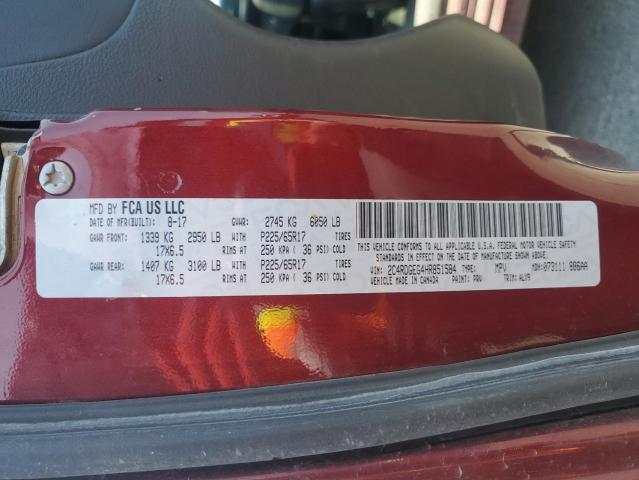 MFD BY FCA US LLC
DATE OF MFR(BUILT): 8-17 GVWR: 2745 KG 6050 LB
GAWR FRONT: 1339 KG 2950 LB WITH P225/65R17 TIRES
17X6.5 RIMS AT 250 KPA ( 36 PSI) COLD
GAWR REAR: 1407 KG 3100 LB WITH P225/65R17 TIRES
17X6.5 RIMS AT 250 KPA ( 36 PSI) COLD
THIS VEHICLE CONFORMS TO ALL APPLICABLE U.S.A. FEDERAL MOTOR VEHICLE SAFETY
STANDARDS IN EFFECT ON THE DATE OF MANUFACTURE SHOWN ABOVE.
VIN: 2C4RDGEG4HR851584 TYPE: MPV MDH: 073111 886AA
VEHICLE MADE IN CANADA PAINT: PRV TRIM: ALX9